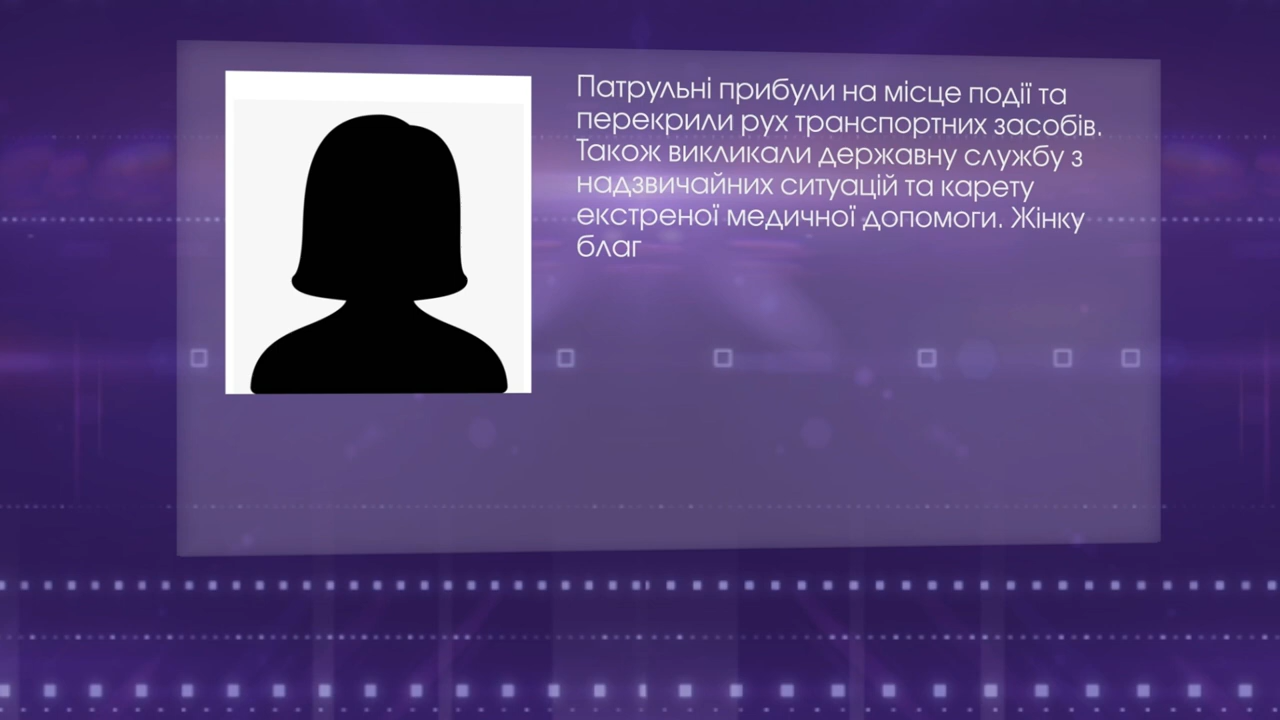 Патрульні прибули на місце події та
перекрили рух транспортних засобів.
Також викликали державну службу з
надзвичайних ситуацій та карету
екстреної медичної допомоги. Жінку
благ